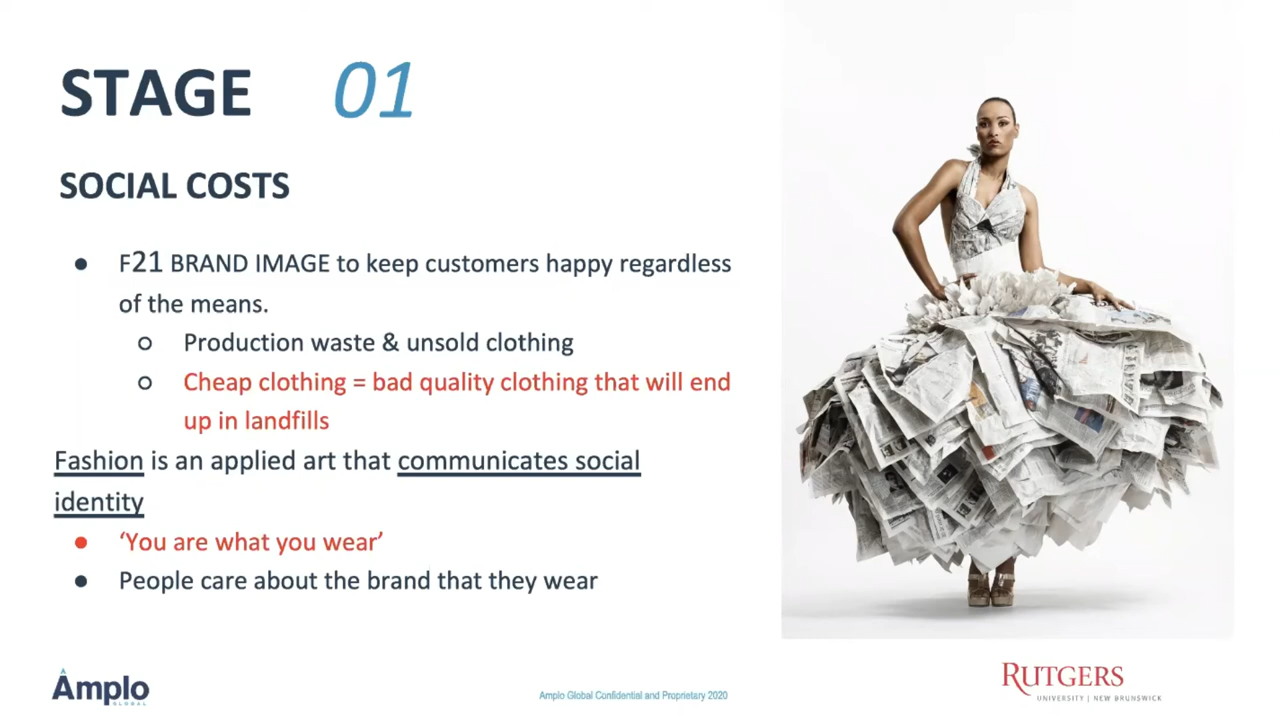 STAGE 01
SOCIAL COSTS
● F21 BRAND IMAGE to keep customers happy regardless
of the means.
○ Production waste & unsold clothing
○ Cheap clothing = bad quality clothing that will end
up in landfills
Fashion is an applied art that communicates social
identity
● ‘You are what you wear’
● People care about the brand that they wear
Amplo
GLOBAL
Amplo Global Confidential and Proprietary 2020
RUTGERS
UNIVERSITY | NEW BRUNSWICK